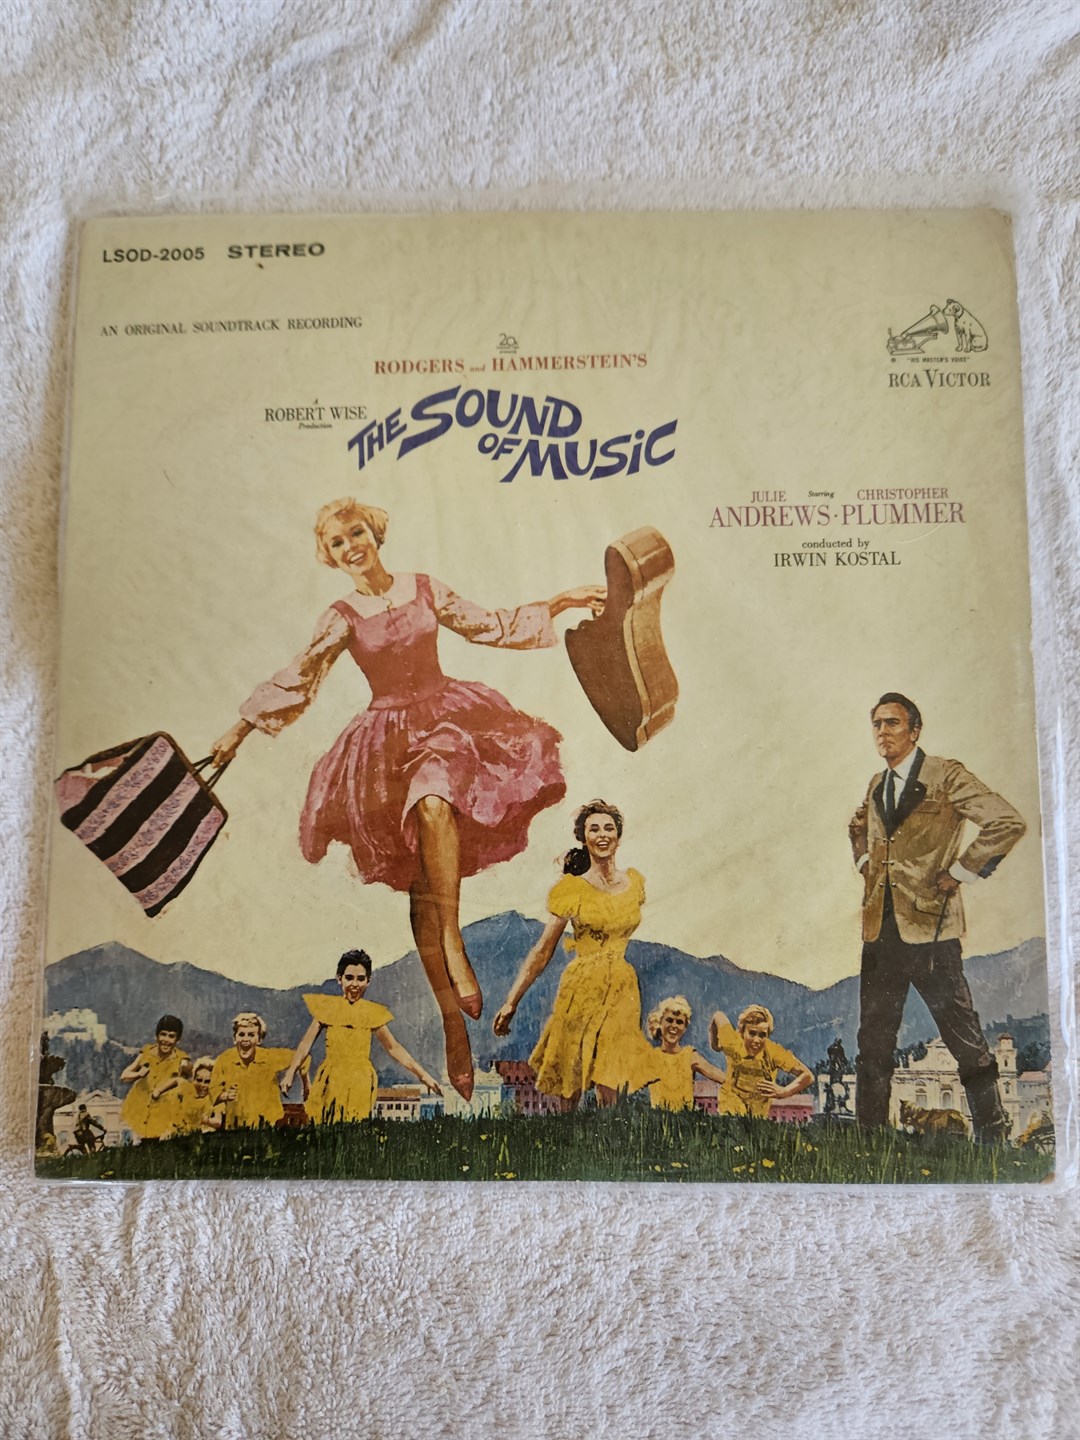 LSOD-2005 STEREO
AN ORIGINAL SOUNDTRACK RECORDING
20th
RODGERS and HAMMERSTEIN'S
A
ROBERT WISE
Production
THE SOUND
OF MUSIC
"HIS MASTER'S VOICE"
RCA VICTOR
Starring
JULIE CHRISTOPHER
ANDREWS · PLUMMER
conducted by
IRWIN KOSTAL